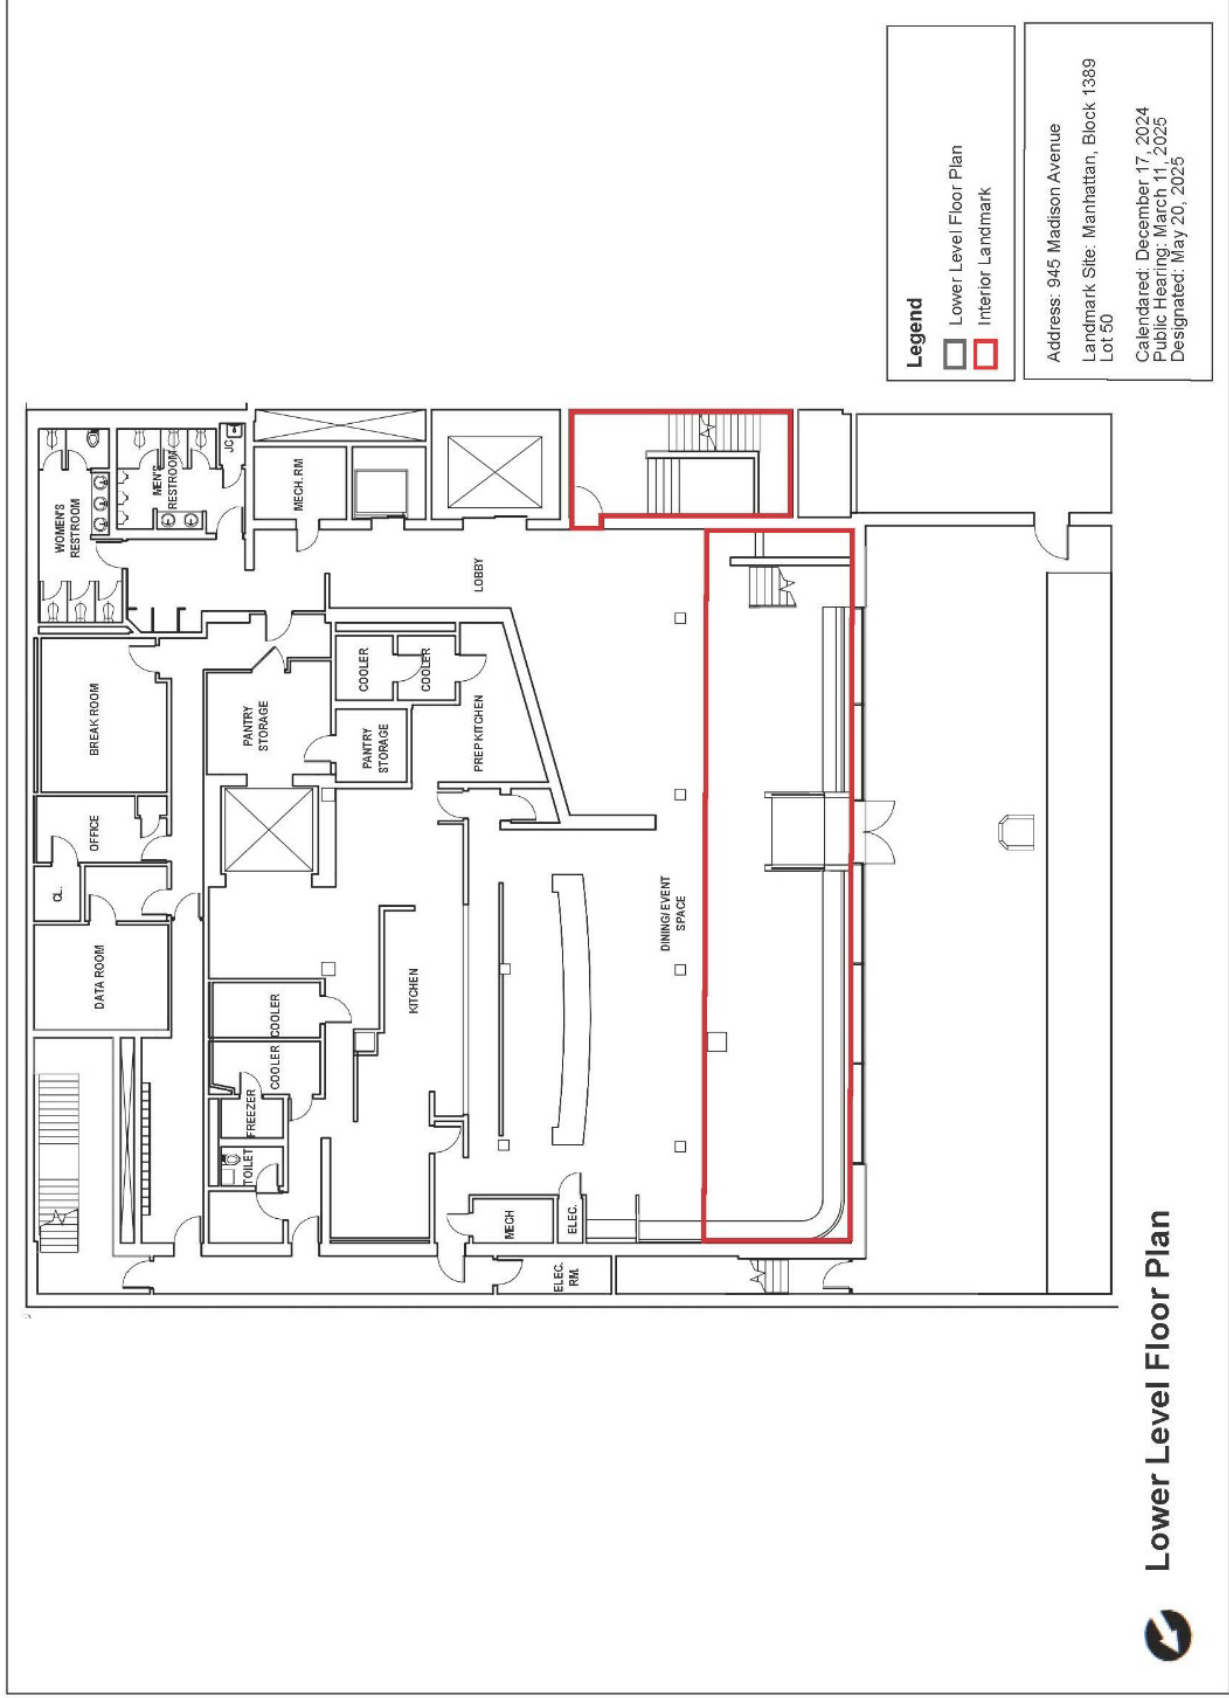 WOMEN'S
RESTROOM
MEN'S
RESTROOM
JC
MECH. RM
LOBBY
BREAK ROOM
PANTRY
STORAGE
COOLER
COOLER
PANTRY
STORAGE
PREP KITCHEN
OFFICE
CL.
DATA ROOM
DINING/EVENT
SPACE
KITCHEN
COOLER
COOLER
FREEZER
TOILET
MECH
ELEC.
ELEC.
RM.
Legend
Lower Level Floor Plan
Interior Landmark
Address: 945 Madison Avenue
Landmark Site: Manhattan, Block 1389
Lot 50
Calendared: December 17, 2024
Public Hearing: March 11, 2025
Designated: May 20, 2025
Lower Level Floor Plan